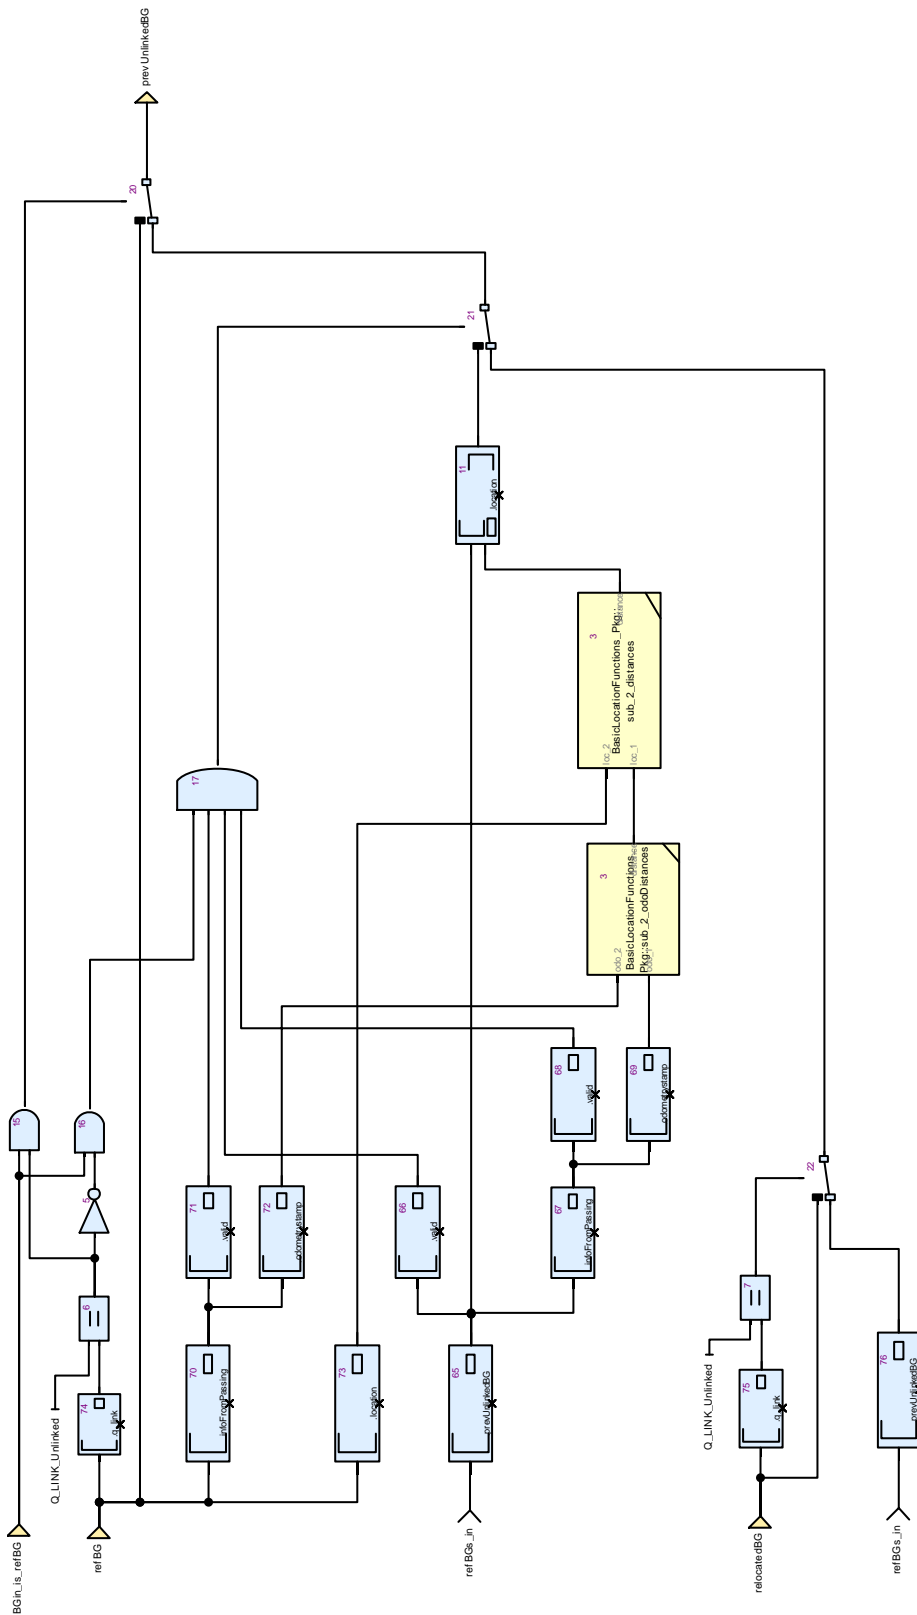 prevUnlinkedBG
20
21
11
.location
3
BasicLocationFunctions_Pkg::
sub_2_distances
distance
loc_2
loc_1
17
3
BasicLocationFunctions_
Pkg::sub_2_odoDistances
distance
odo_2
68
.valid
69
.odometrystamp
15
16
5
71
.valid
72
.odometrystamp
66
.valid
67
.infoFromPassing
22
6
7
Q_LINK_Unlinked
74
.q_link
70
.infoFromPassing
73
.location
65
.prevUnlinkedBG
Q_LINK_Unlinked
75
.q_link
76
.prevUnlinkedBG
BGin_is_refBG
refBG
refBGs_in
relocatedBG
refBGs_in